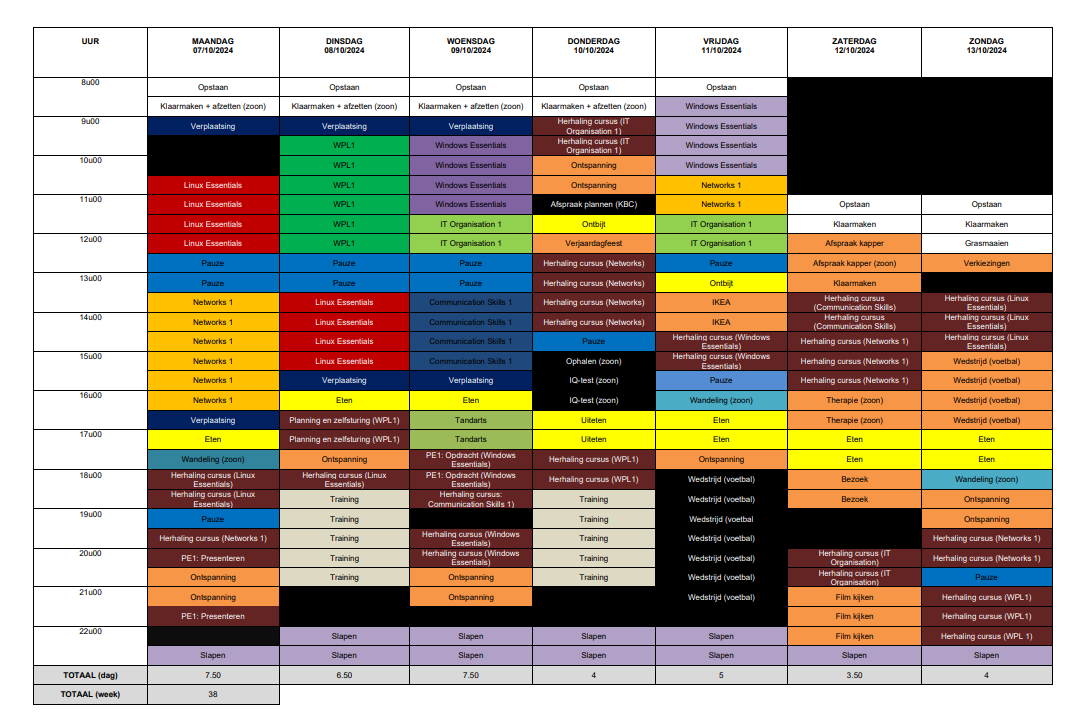 UUR MAANDAG DINSDAG WOENSDAG DONDERDAG VRIJDAG ZATERDAG ZONDAG
07/10/2024 08/10/2024 09/10/2024 10/10/2024 11/10/2024 12/10/2024 13/10/2024
8u00 Opstaan Opstaan Opstaan Opstaan Opstaan
Klaarmaken + afzetten (zoon) Klaarmaken + afzetten (zoon) Klaarmaken + afzetten (zoon) Klaarmaken + afzetten (zoon) Windows Essentials
9u00 Verplaatsing Verplaatsing Verplaatsing Herhaling cursus (IT Organisation 1) Windows Essentials
WPL1 Windows Essentials Herhaling cursus (IT Organisation 1) Windows Essentials
10u00 WPL1 Windows Essentials Ontspanning Windows Essentials
Linux Essentials WPL1 Windows Essentials Ontspanning Networks 1
11u00 Linux Essentials WPL1 Windows Essentials Afspraak plannen (KBC) Networks 1 Opstaan Opstaan
Linux Essentials WPL1 IT Organisation 1 Ontbijt IT Organisation 1 Klaarmaken Klaarmaken
12u00 Linux Essentials WPL1 IT Organisation 1 Verjaardagfeest IT Organisation 1 Afspraak kapper Grasmaaien
Pauze Pauze Pauze Herhaling cursus (Networks) Pauze Afspraak kapper (zoon) Verkiezingen
13u00 Pauze Pauze Pauze Herhaling cursus (Networks) Ontbijt Klaarmaken
Networks 1 Linux Essentials Communication Skills 1 Herhaling cursus (Networks) IKEA Herhaling cursus (Communication Skills) Herhaling cursus (Linux Essentials)
14u00 Networks 1 Linux Essentials Communication Skills 1 Herhaling cursus (Networks) IKEA Herhaling cursus (Communication Skills) Herhaling cursus (Linux Essentials)
Networks 1 Linux Essentials Communication Skills 1 Pauze Herhaling cursus (Windows Essentials) Herhaling cursus (Networks 1) Herhaling cursus (Linux Essentials)
15u00 Networks 1 Linux Essentials Communication Skills 1 Ophalen (zoon) Herhaling cursus (Windows Essentials) Herhaling cursus (Networks 1) Wedstrijd (voetbal)
Networks 1 Verplaatsing Verplaatsing IQ-test (zoon) Pauze Herhaling cursus (Networks 1) Wedstrijd (voetbal)
16u00 Networks 1 Eten Eten IQ-test (zoon) Wandeling (zoon) Therapie (zoon) Wedstrijd (voetbal)
Verplaatsing Planning en zelfsturing (WPL1) Tandarts Uiteten Eten Therapie (zoon) Wedstrijd (voetbal)
17u00 Eten Planning en zelfsturing (WPL1) Tandarts Uiteten Eten Eten Eten
Wandeling (zoon) Ontspanning PE1: Opdracht (Windows Essentials) Herhaling cursus (WPL1) Ontspanning Eten Eten
18u00 Herhaling cursus (Linux Essentials) Herhaling cursus (Linux Essentials) PE1: Opdracht (Windows Essentials) Herhaling cursus (WPL1) Wedstrijd (voetbal) Bezoek Wandeling (zoon)
Herhaling cursus (Linux Essentials) Training Herhaling cursus: Communication Skills 1) Training Wedstrijd (voetbal) Bezoek Ontspanning
19u00 Pauze Training Training Wedstrijd (voetbal Ontspanning
Herhaling cursus (Networks 1) Training Herhaling cursus (Windows Essentials) Training Wedstrijd (voetbal) Herhaling cursus (Networks 1)
20u00 PE1: Presenteren Training Herhaling cursus (Windows Essentials) Training Wedstrijd (voetbal) Herhaling cursus (IT Organisation) Herhaling cursus (Networks 1)
Ontspanning Training Ontspanning Training Wedstrijd (voetbal) Herhaling cursus (IT Organisation) Pauze
21u00 Ontspanning Ontspanning Wedstrijd (voetbal) Film kijken Herhaling cursus (WPL1)
PE1: Presenteren Film kijken Herhaling cursus (WPL1)
22u00 Slapen Slapen Slapen Slapen Film kijken Herhaling cursus (WPL 1)
Slapen Slapen Slapen Slapen Slapen Slapen Slapen
TOTAAL (dag) 7.50 6.50 7.50 4 5 3.50 4
TOTAAL (week) 38